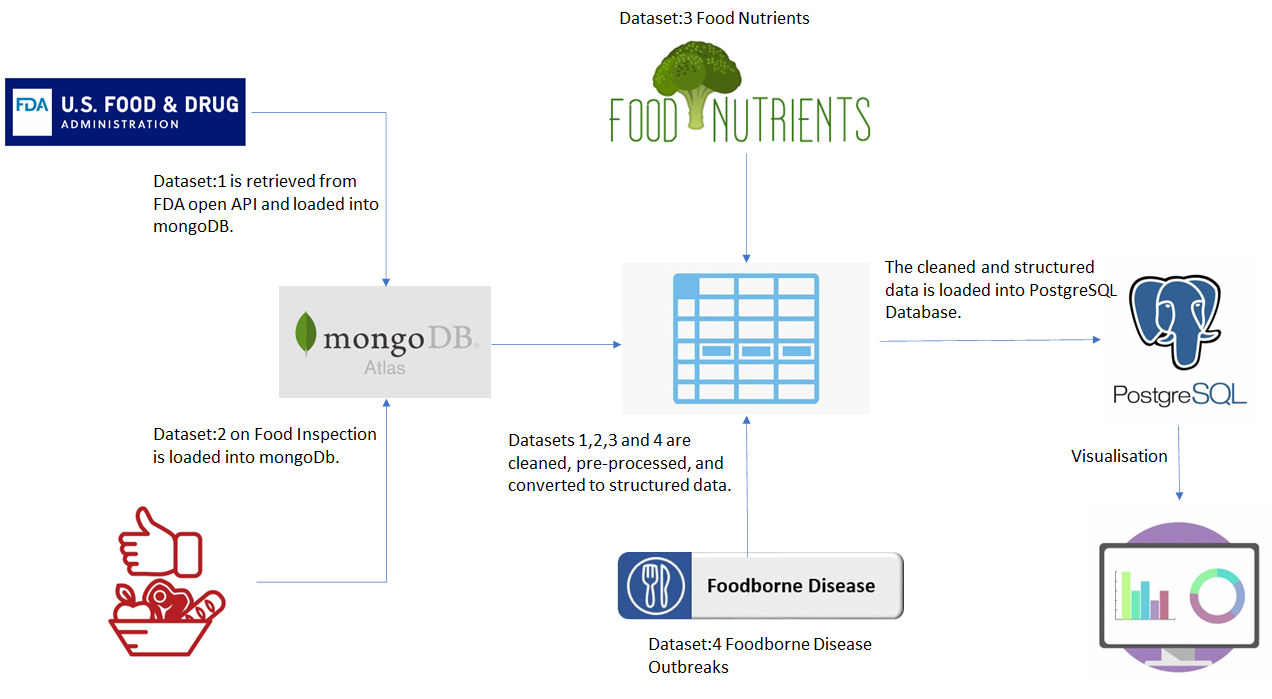 Dataset:3 Food Nutrients
FOOD NUTRIENTS
FDA U.S. FOOD & DRUG
ADMINISTRATION
Dataset:1 is retrieved from
FDA open API and loaded into
mongoDB.
mongoDB®
Atlas
The cleaned and structured
data is loaded into PostgreSQL
Database.
PostgreSQL
Dataset:2 on Food Inspection
is loaded into mongoDb.
Datasets 1,2,3 and 4 are
cleaned, pre-processed, and
converted to structured data.
Visualisation
Foodborne Disease
Dataset:4 Foodborne Disease
Outbreaks